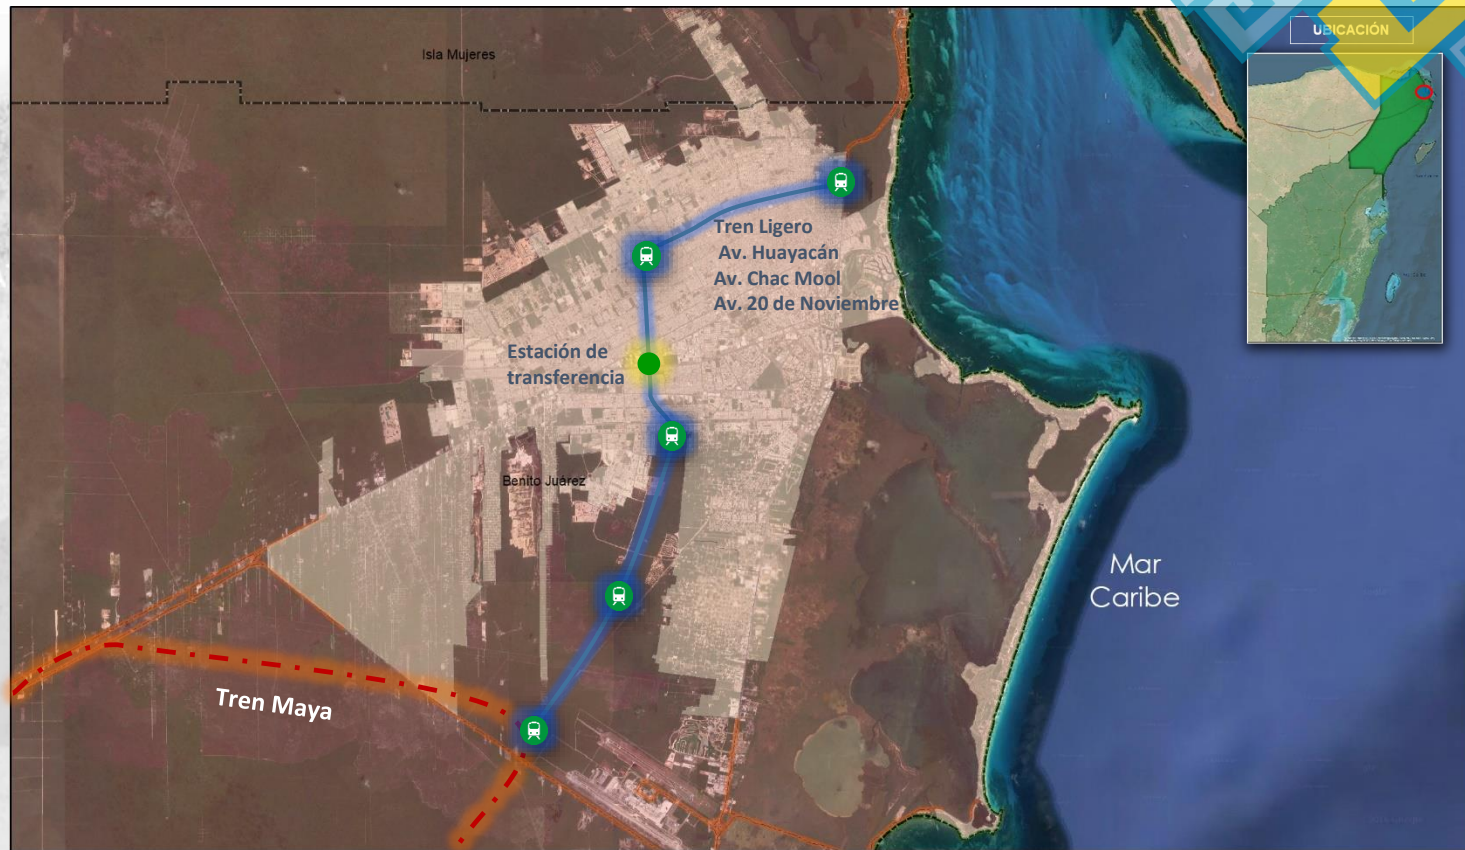 Isla Mujeres
UBICACIÓN
Tren Ligero
Av. Huayacán
Av. Chac Mool
Av. 20 de Noviembre
Estación de
transferencia
Benito Juárez
Mar
Caribe
Tren Maya